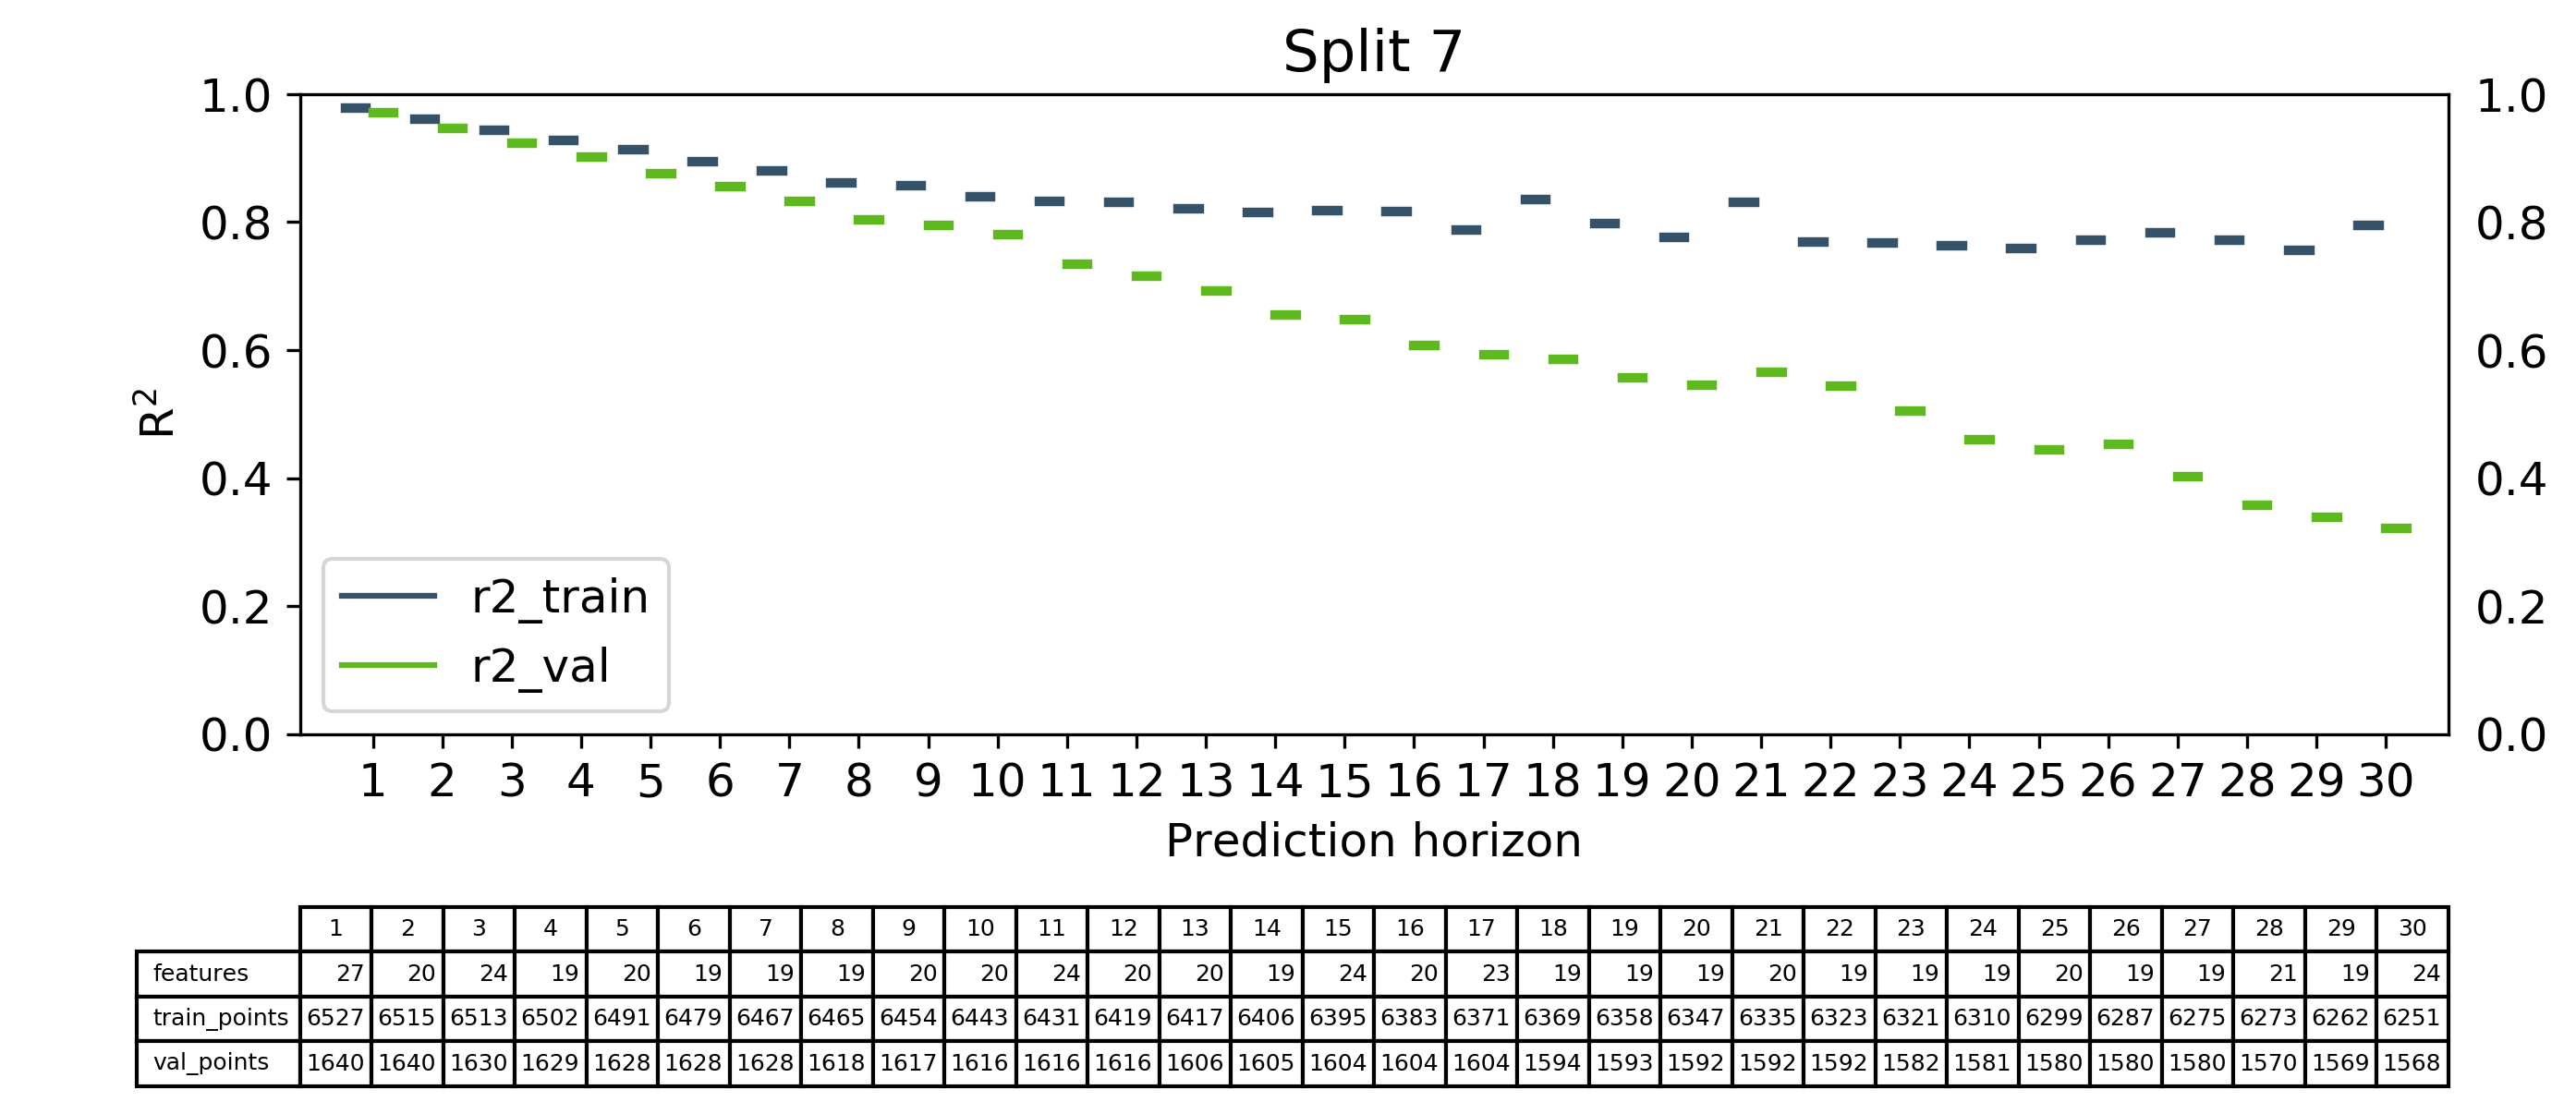 Split 7
1.0 1.0
0.8 0.8
0.6 0.6
0.4 0.4
0.2 0.2
0.0 0.0
R²
r2_train
r2_val
1 2 3 4 5 6 7 8 9 10 11 12 13 14 15 16 17 18 19 20 21 22 23 24 25 26 27 28 29 30
Prediction horizon
1 2 3 4 5 6 7 8 9 10 11 12 13 14 15 16 17 18 19 20 21 22 23 24 25 26 27 28 29 30
features 27 20 24 19 20 19 19 19 20 20 24 20 20 19 24 20 23 19 19 19 20 19 19 19 20 19 19 21 19 24
train_points 6527 6515 6513 6502 6491 6479 6467 6465 6454 6443 6431 6419 6417 6406 6395 6383 6371 6369 6358 6347 6335 6323 6321 6310 6299 6287 6275 6273 6262 6251
val_points 1640 1640 1630 1629 1628 1628 1628 1618 1617 1616 1616 1616 1606 1605 1604 1604 1604 1594 1593 1592 1592 1592 1582 1581 1580 1580 1580 1570 1569 1568